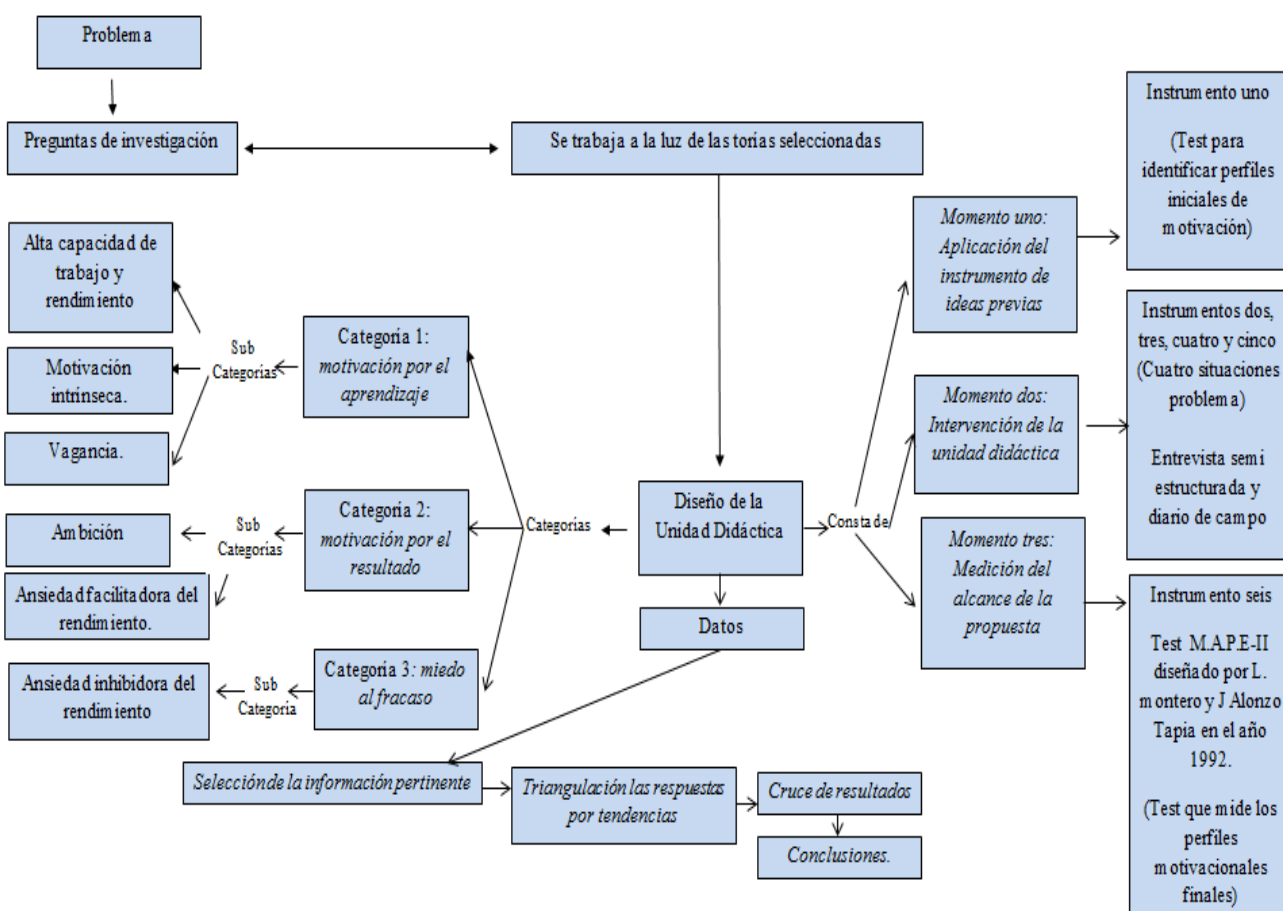 Problema
Preguntas de investigación
Se trabaja a la luz de las torías seleccionadas
Instrumento uno
(Test para
identificar perfiles
iniciales de
motivación)
Momento uno:
Aplicación del
instrumento de
ideas previas
Alta capacidad de
trabajo y
rendimiento
Motivación
intrínseca.
Vagancia.
Sub
Categorias
Categoría 1:
motivación por el
aprendizaje
Instrumentos dos,
tres, cuatro y cinco
(Cuatro situaciones
problema)
Entrevista semi
estructurada y
diario de campo
Momento dos:
Intervención de la
unidad didáctica
Ambición
Ansiedad facilitadora del
rendimiento.
Sub
Categorias
Categoría 2:
motivación por el
resultado
Categorias
Diseño de la
Unidad Didáctica
Consta de
Momento tres:
Medición del
alcance de la
propuesta
Instrumento seis
Test M.A.P.E-II
diseñado por L.
montero y J Alonzo
Tapia en el año
1992.
(Test que mide los
perfiles
motivacionales
finales)
Datos
Ansiedad inhibidora del
rendimiento
Sub
Categoria
Categoría 3: miedo
al fracaso
Selección de la información pertinente
Triangulación las respuestas
por tendencias
Cruce de resultados
Conclusiones.